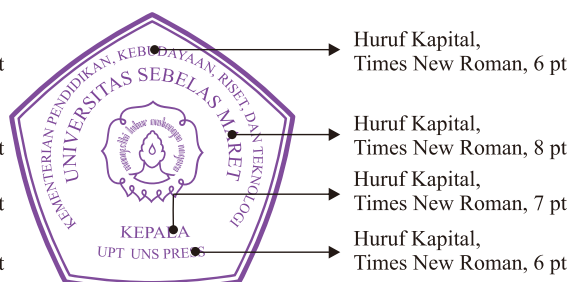 KEMENTERIAN PENDIDIKAN, KEBUDAYAAN, RISET, DAN TEKNOLOGI
UNIVERSITAS SEBELAS MARET
KEPALA
UPT UNS PRESS
Huruf Kapital,
Times New Roman, 6 pt
Huruf Kapital,
Times New Roman, 8 pt
Huruf Kapital,
Times New Roman, 7 pt
Huruf Kapital,
Times New Roman, 6 pt
t
t
t
t